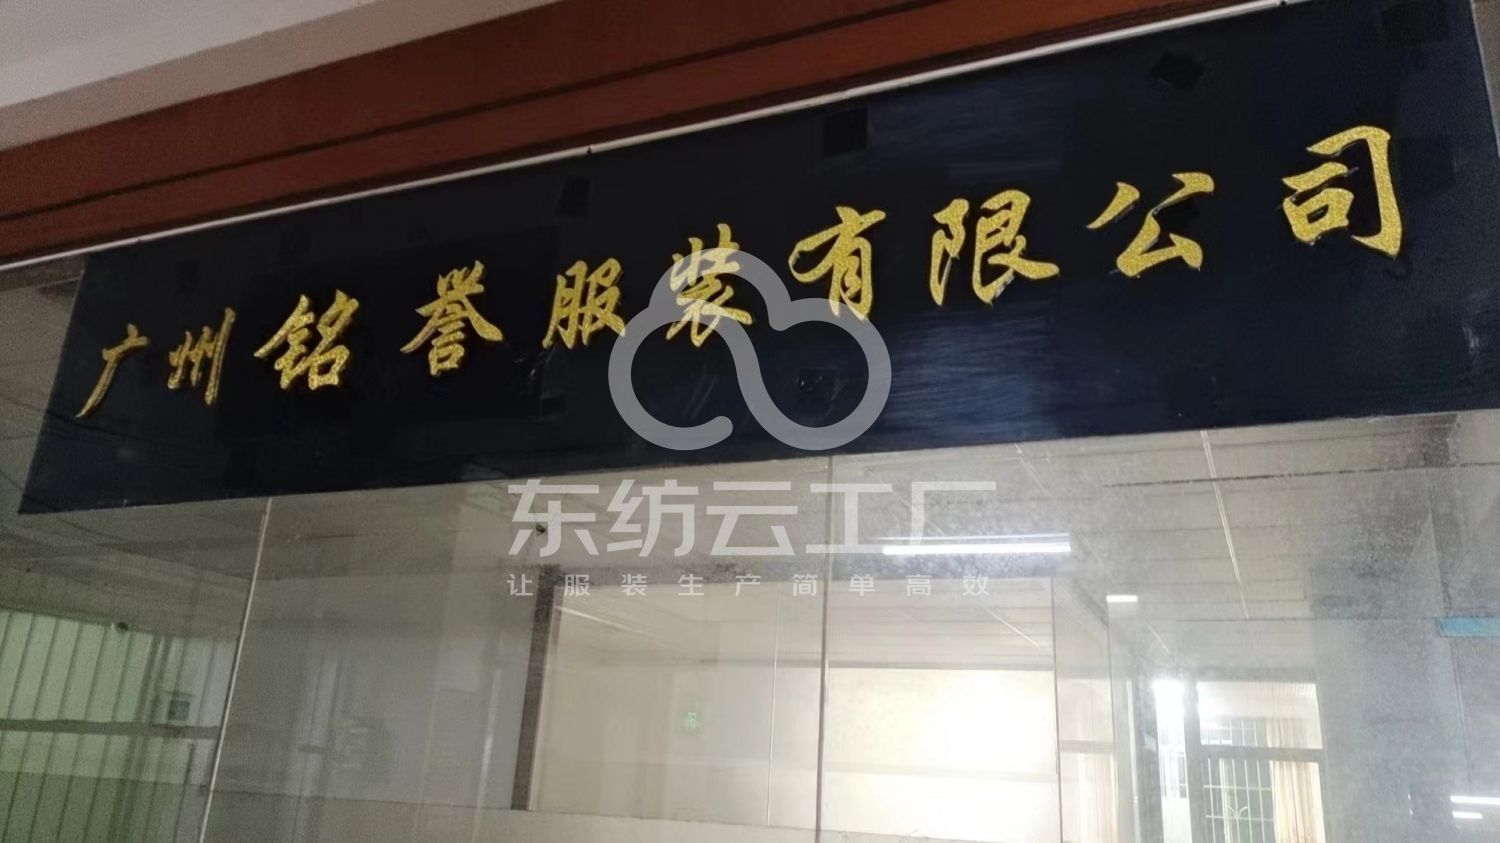 广州铭誉服装有限公司
东纺云工厂
让服装生产简单高效